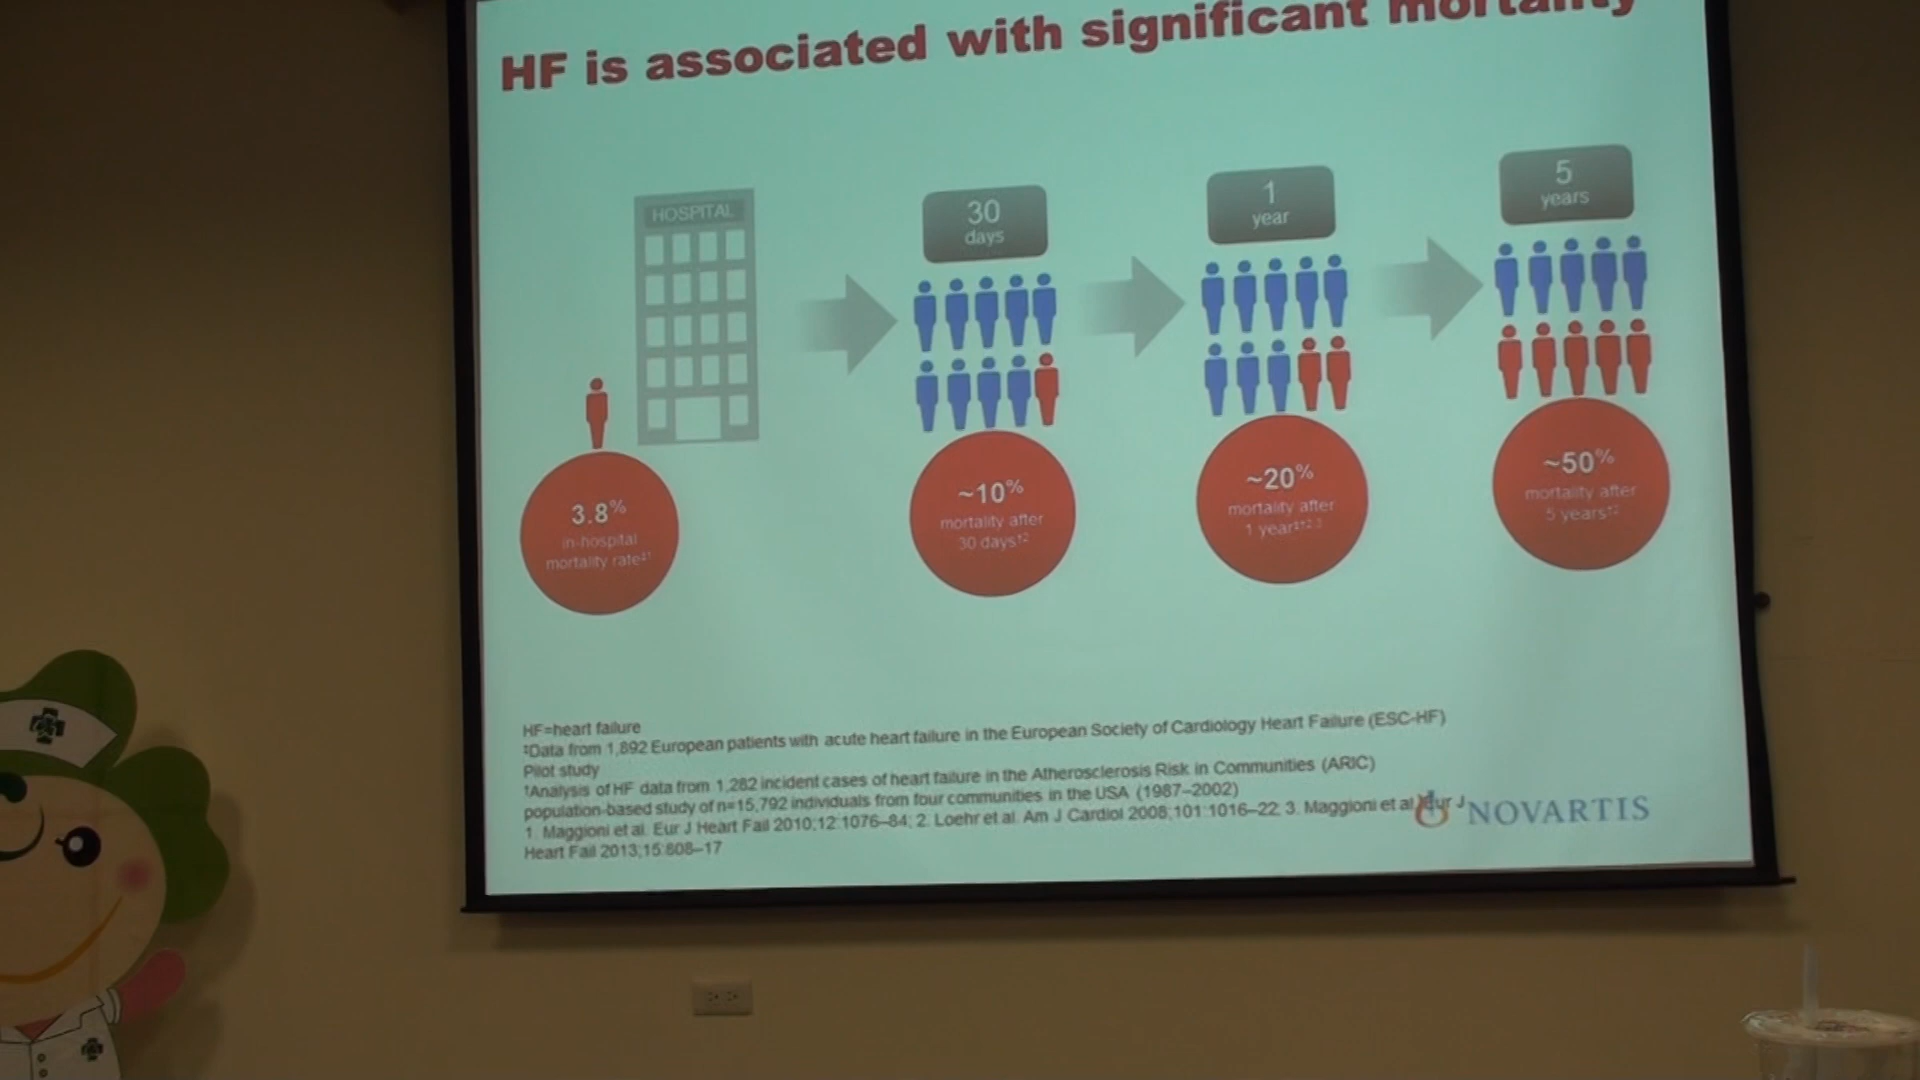 HF is associated with significant mortality
HOSPITAL
30
days
1
year
5
years
3.8%
in-hospital
mortality rate‡1
~10%
mortality after
30 days†2
~20%
mortality after
1 year
~50%
mortality after
5 years†2
HF=heart failure
‡Data from 1,892 European patients with acute heart failure in the European Society of Cardiology Heart Failure (ESC-HF)
Pilot study
†Analysis of HF data from 1,282 incident cases of heart failure in the Atherosclerosis Risk in Communities (ARIC)
population-based study of n=15,792 individuals from four communities in the USA (1987–2002)
1. Maggioni et al. Eur J Heart Fail 2010;12:1076–84; 2. Loehr et al. Am J Cardiol 2008;101:1016–22; 3. Maggioni et al. Eur J
Heart Fail 2013;15:808–17
NOVARTIS